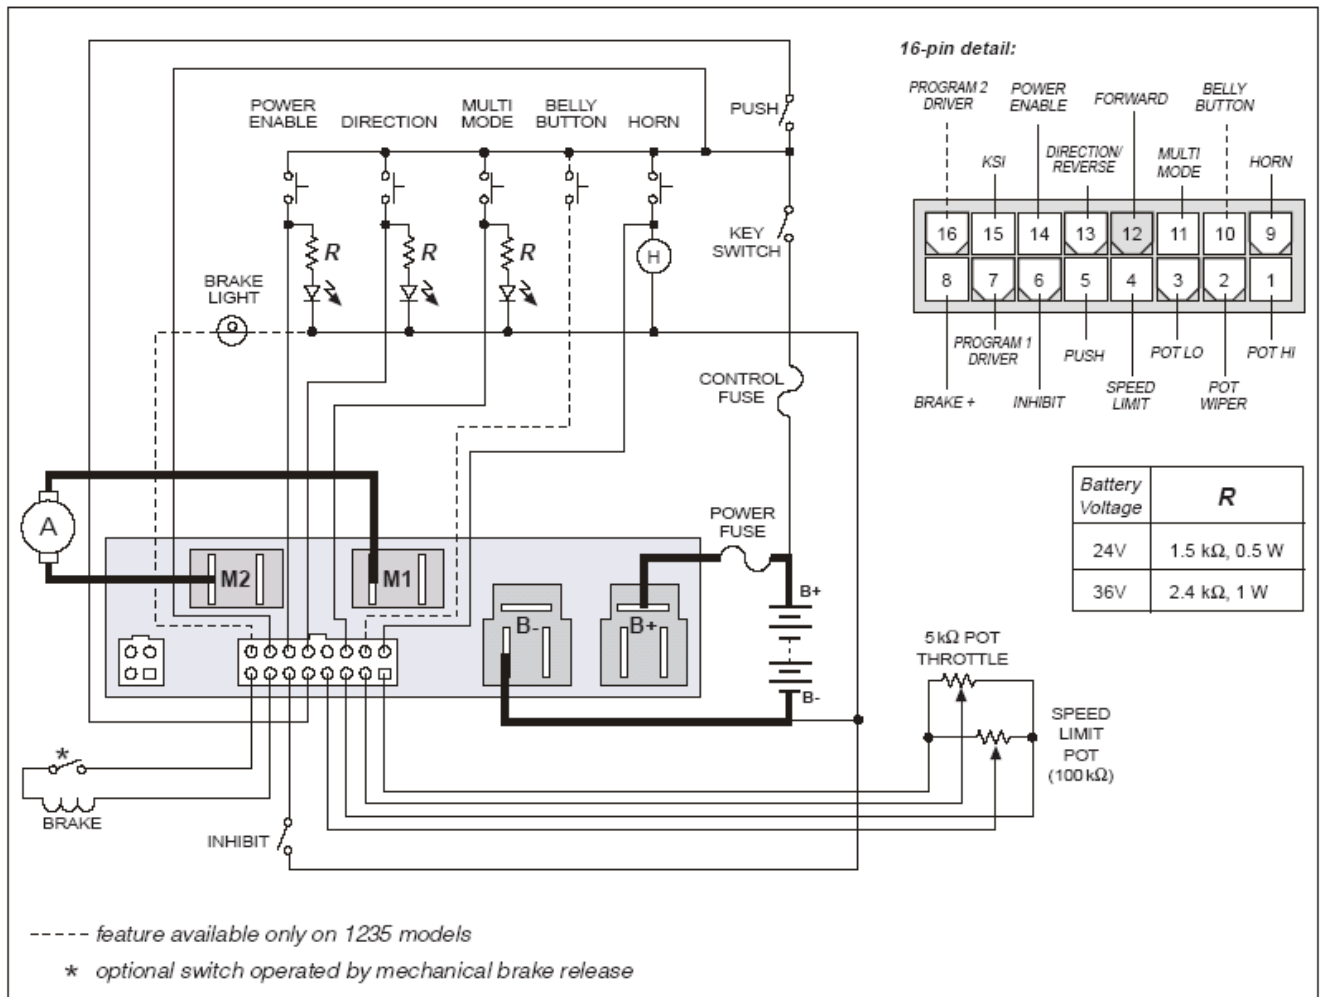 16-pin detail:
PROGRAM 2
DRIVER
POWER
ENABLE
FORWARD
BELLY
BUTTON
KSI
DIRECTION/
REVERSE
MULTI
MODE
HORN
16 15 14 13 12 11 10 9
8 7 6 5 4 3 2 1
PROGRAM 1
DRIVER
PUSH
POT LO
POT HI
BRAKE +
INHIBIT
SPEED
LIMIT
POT
WIPER
PUSH
POWER
ENABLE
DIRECTION
MULTI
MODE
BELLY
BUTTON
HORN
KEY
SWITCH
R R R
H
BRAKE
LIGHT
CONTROL
FUSE
Battery
Voltage
R
24V 1.5 kΩ, 0.5 W
36V 2.4 kΩ, 1 W
A
POWER
FUSE
M2 M1
B- B+
B+
B-
5kΩ POT
THROTTLE
SPEED
LIMIT
POT
(100kΩ)
*
BRAKE
INHIBIT
----- feature available only on 1235 models
* optional switch operated by mechanical brake release